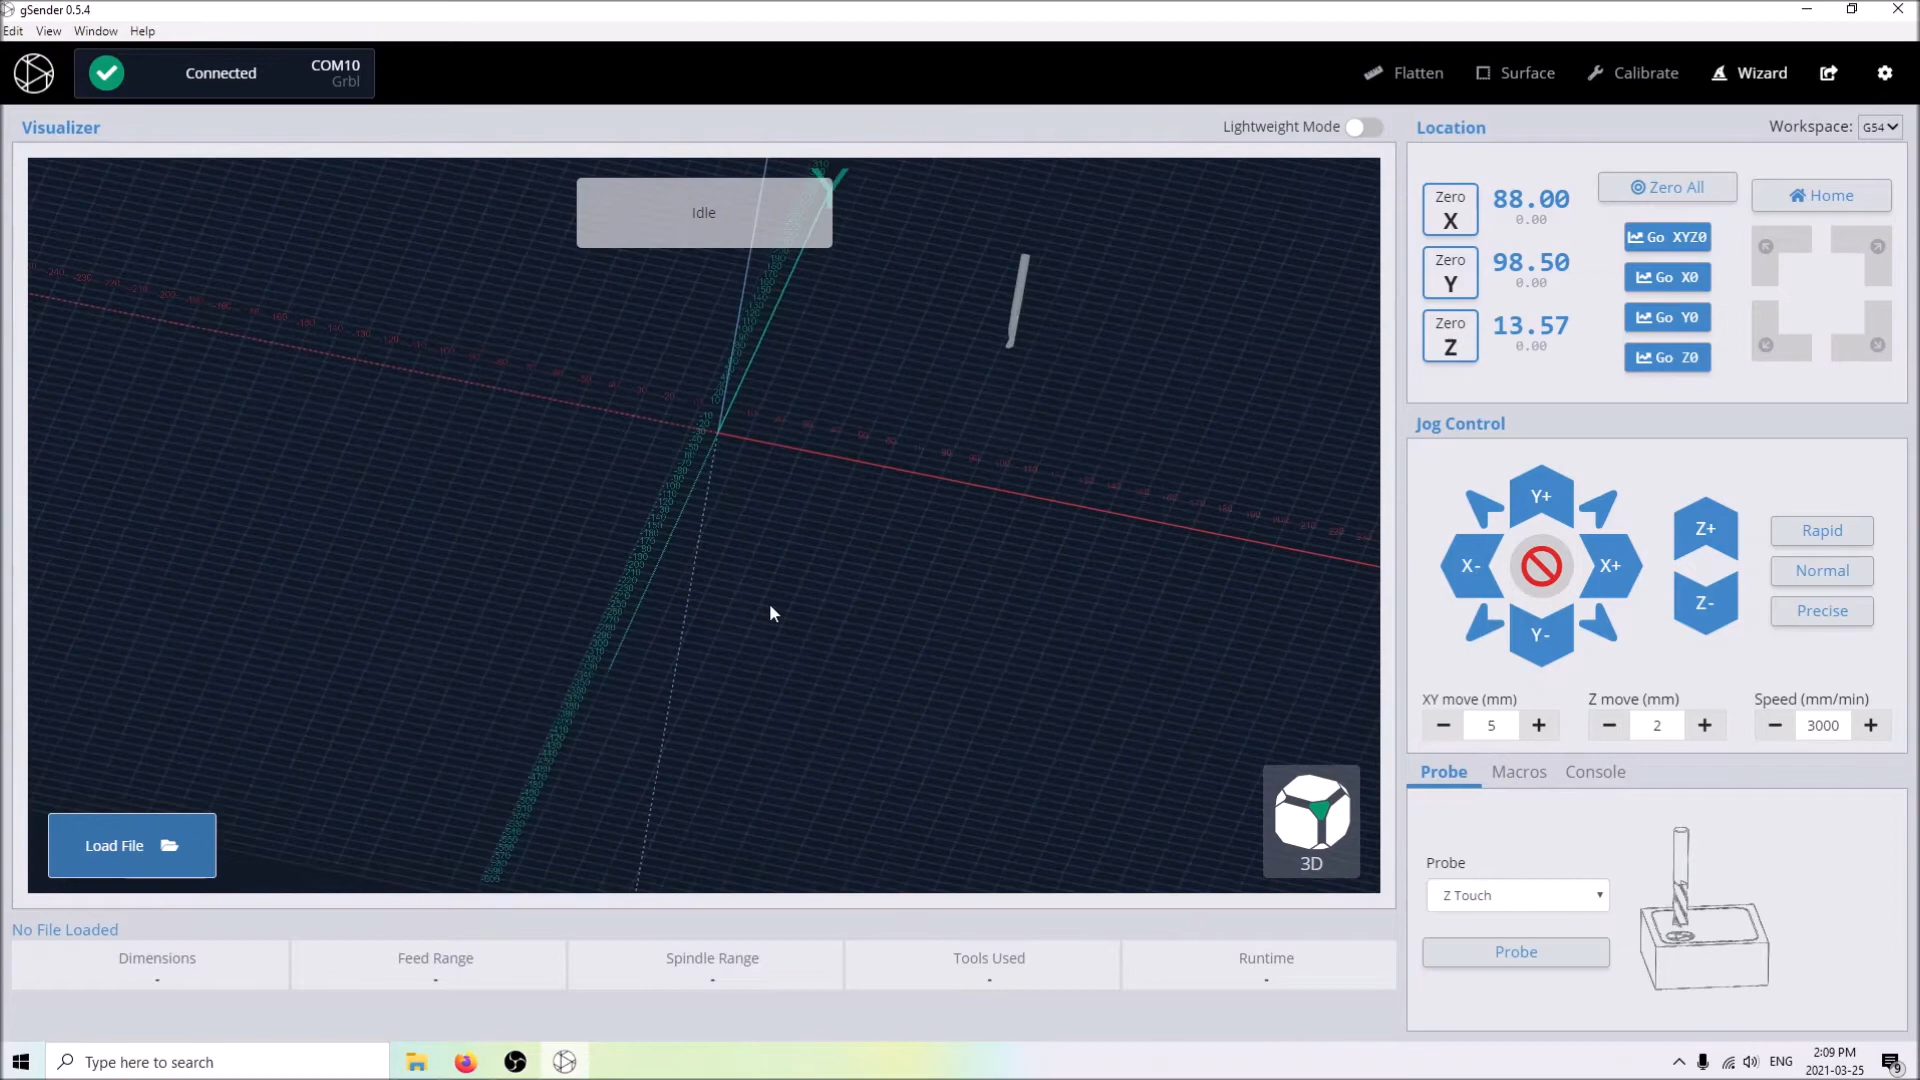 gSender 0.5.4
Edit View Window Help
Connected
COM10
Grbl
Flatten
Surface
Calibrate
Wizard
Visualizer
Lightweight Mode
Idle
Load File
3D
No File Loaded
Dimensions
-
Feed Range
-
Spindle Range
-
Tools Used
-
Runtime
-
Location
Workspace: G54
Zero X
88.00
0.00
Zero Y
98.50
0.00
Zero Z
13.57
0.00
Zero All
Go XYZ0
Go X0
Go Y0
Go Z0
Home
Jog Control
Y+
X-
X+
Y-
Z+
Z-
Rapid
Normal
Precise
XY move (mm)
5
Z move (mm)
2
Speed (mm/min)
3000
Probe Macros Console
Probe
Z Touch
Probe
Type here to search
ENG
2:09 PM
2021-03-25
9